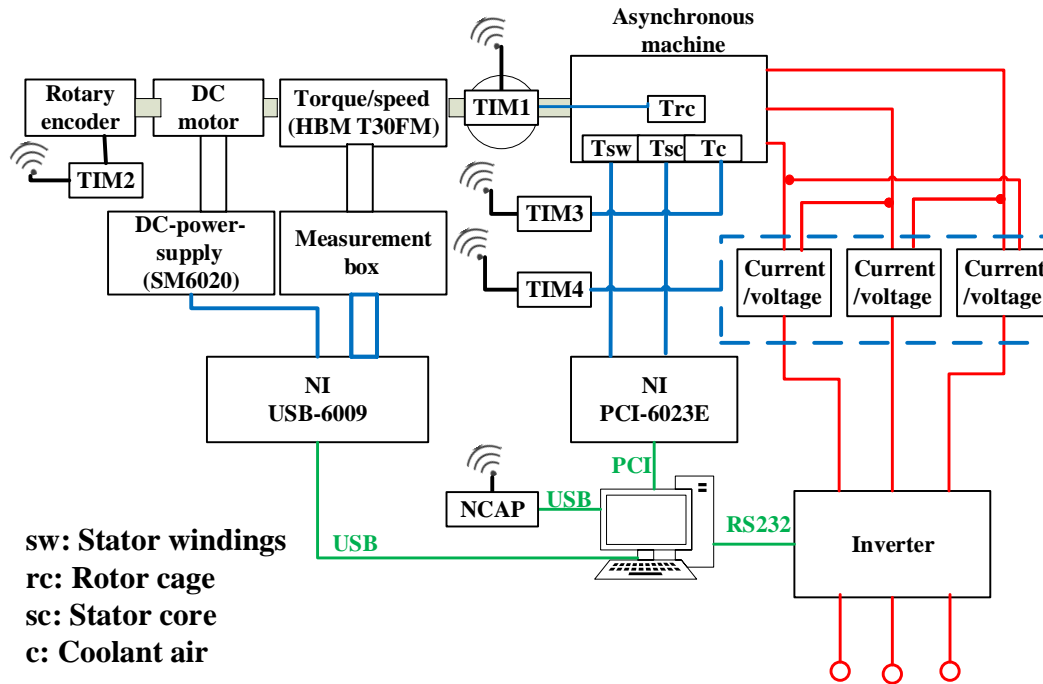 Asynchronous
machine
Rotary
encoder
DC
motor
Torque/speed
(HBM T30FM)
TIM1
Trc
Tsw
Tsc
Tc
TIM2
TIM3
DC-power-
supply
(SM6020)
Measurement
box
TIM4
Current
/voltage
Current
/voltage
Current
/voltage
NI
USB-6009
NI
PCI-6023E
PCI
NCAP
USB
RS232
USB
Inverter
sw: Stator windings
rc: Rotor cage
sc: Stator core
c: Coolant air